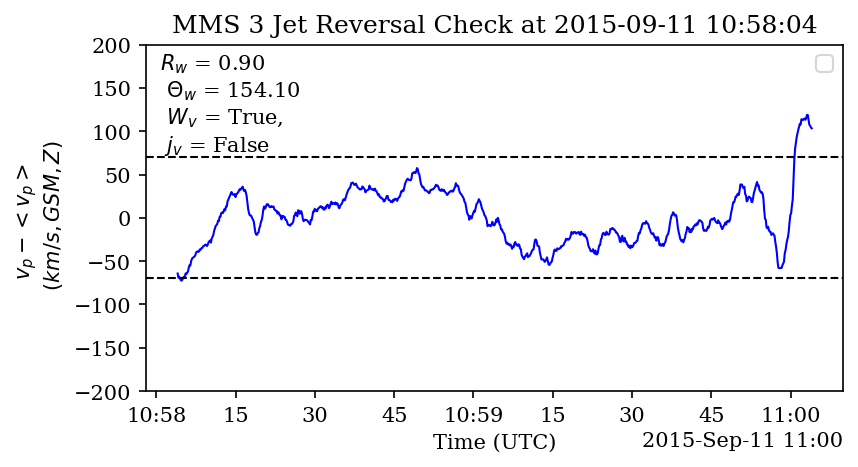 MMS 3 Jet Reversal Check at 2015-09-11 10:58:04
R_w = 0.90
Θ_w = 154.10
W_v = True,
j_v = False
v_p − < v_p >
(km/s, GSM, Z)
200
150
100
50
0
−50
−100
−150
−200
10:58 15 30 45 10:59 15 30 45 11:00
Time (UTC) 2015-Sep-11 11:00